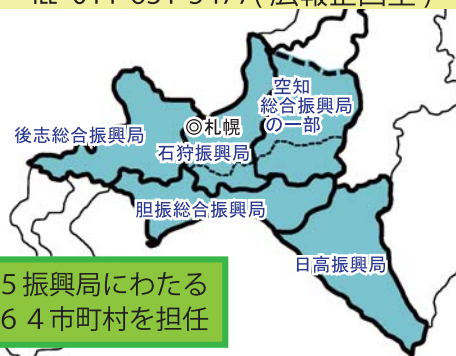 空知
総合振興局
の一部
◎札幌
後志総合振興局
石狩振興局
胆振総合振興局
日高振興局
５振興局にわたる
６４市町村を担任